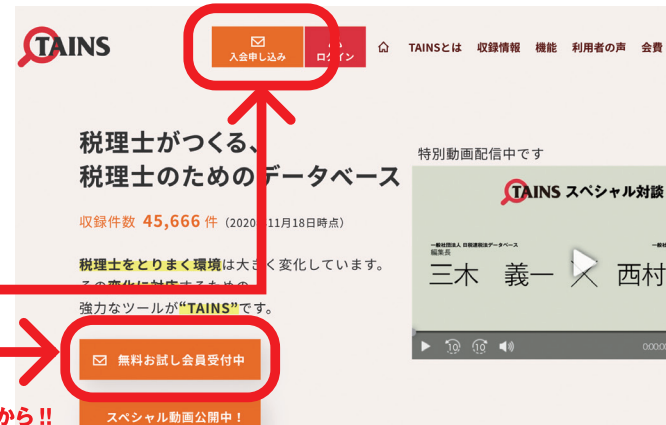 TAINS
入会申し込み
ログイン
TAINSとは 収録情報 機能 利用者の声 会費
税理士がつくる、
税理士のためのデータベース
収録件数 45,666 件 (2020 11月18日時点)
税理士をとりまく環境は大きく変化しています。
その変化に対応するための
強力なツールが“TAINS”です。
無料お試し会員受付中
スペシャル動画公開中！
から!!
特別動画配信中です
TAINS スペシャル対談
一般社団法人 日税連税法データベース
編集長
三木 義一 × 西村
10 10